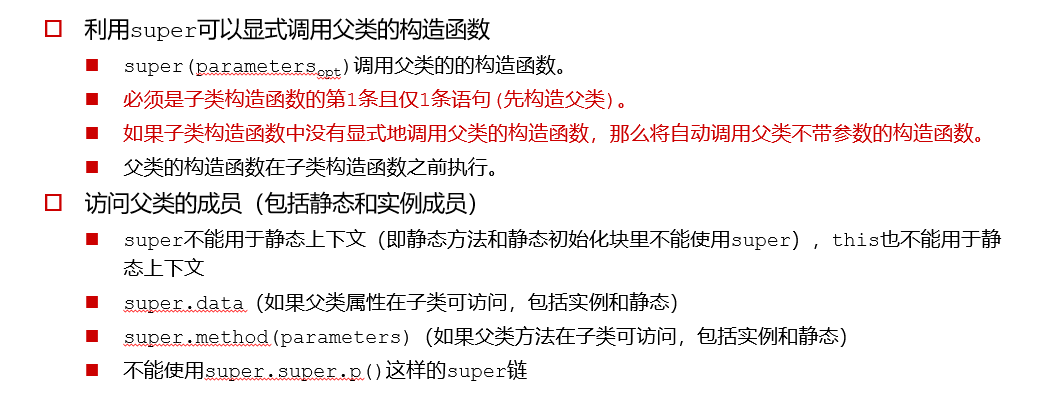 利用super可以显式调用父类的构造函数
super(parametersopt)调用父类的的构造函数。
必须是子类构造函数的第1条且仅1条语句(先构造父类)。
如果子类构造函数中没有显式地调用父类的构造函数，那么将自动调用父类不带参数的构造函数。
父类的构造函数在子类构造函数之前执行。
访问父类的成员（包括静态和实例成员）
super不能用于静态上下文（即静态方法和静态初始化块里不能使用super），this也不能用于静
态上下文
super.data（如果父类属性在子类可访问，包括实例和静态）
super.method(parameters)（如果父类方法在子类可访问，包括实例和静态）
不能使用super.super.p()这样的super链